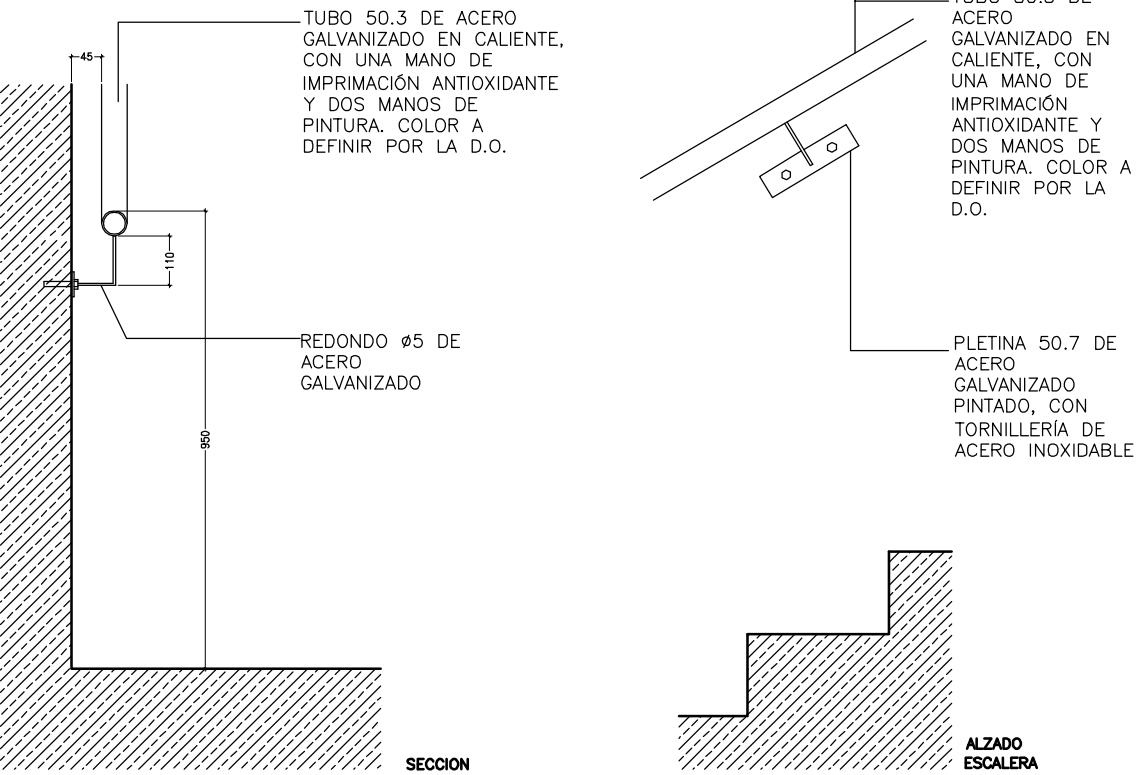 TUBO 50.3 DE ACERO
GALVANIZADO EN CALIENTE,
CON UNA MANO DE
IMPRIMACIÓN ANTIOXIDANTE
Y DOS MANOS DE
PINTURA. COLOR A
DEFINIR POR LA D.O.
45
110
950
REDONDO ø5 DE
ACERO
GALVANIZADO
SECCION
DE
ACERO
GALVANIZADO EN
CALIENTE, CON
UNA MANO DE
IMPRIMACIÓN
ANTIOXIDANTE Y
DOS MANOS DE
PINTURA. COLOR A
DEFINIR POR LA
D.O.
PLETINA 50.7 DE
ACERO
GALVANIZADO
PINTADO, CON
TORNILLERÍA DE
ACERO INOXIDABLE
ALZADO
ESCALERA